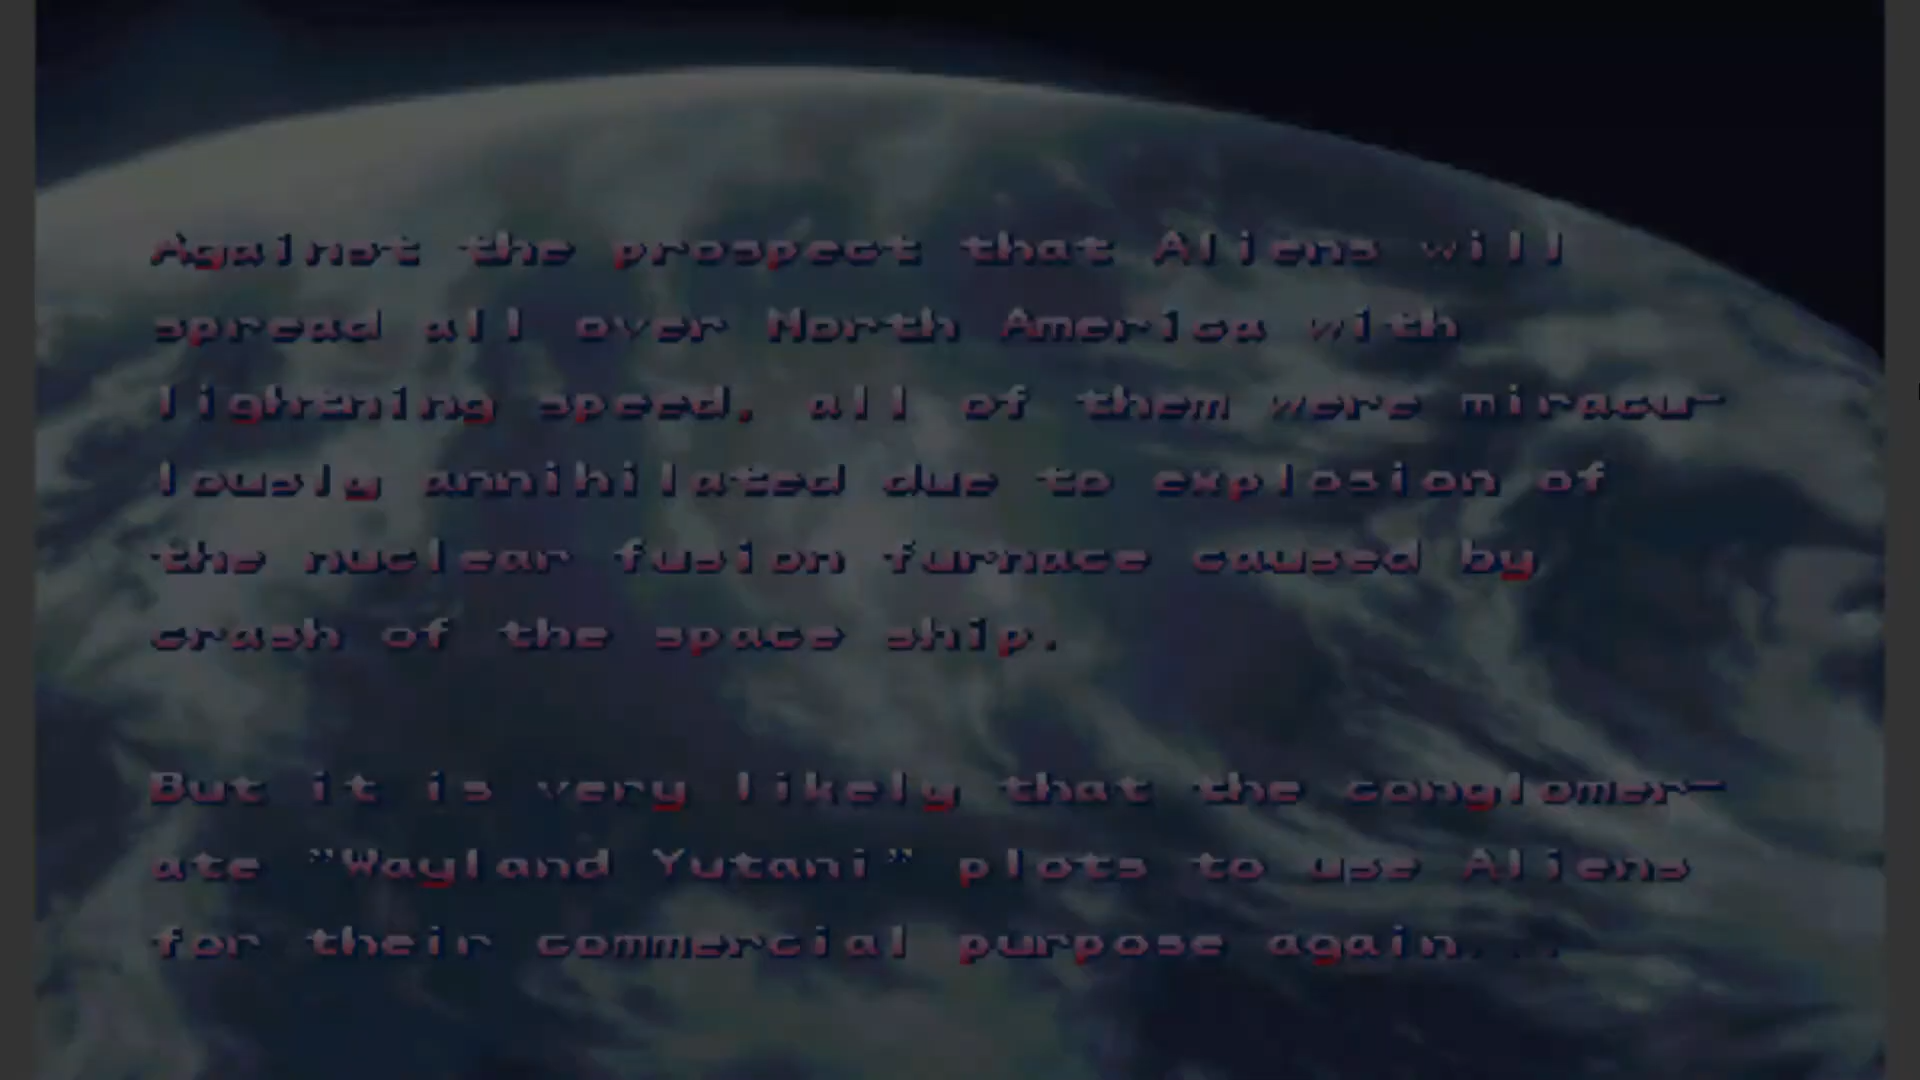 Against the prospect that Aliens will
spread all over North America with
lightning speed, all of them were miracu-
lously annihilated due to explosion of
the nuclear fusion furnace caused by
crash of the space ship.
But it is very likely that the conglomer-
ate "Wayland Yutani" plots to use Aliens
for their commercial purpose again...